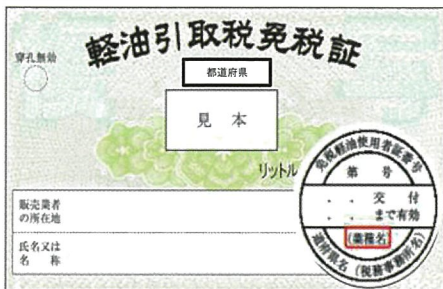 軽油引取税免税証
穿孔無効
都道府県
見本
リットル
免税軽油使用者証番号
第 号
. . 交付
. . まで有効
(業種名)
道府県名(税務事務所名)
販売業者
の所在地
氏名又は
名称